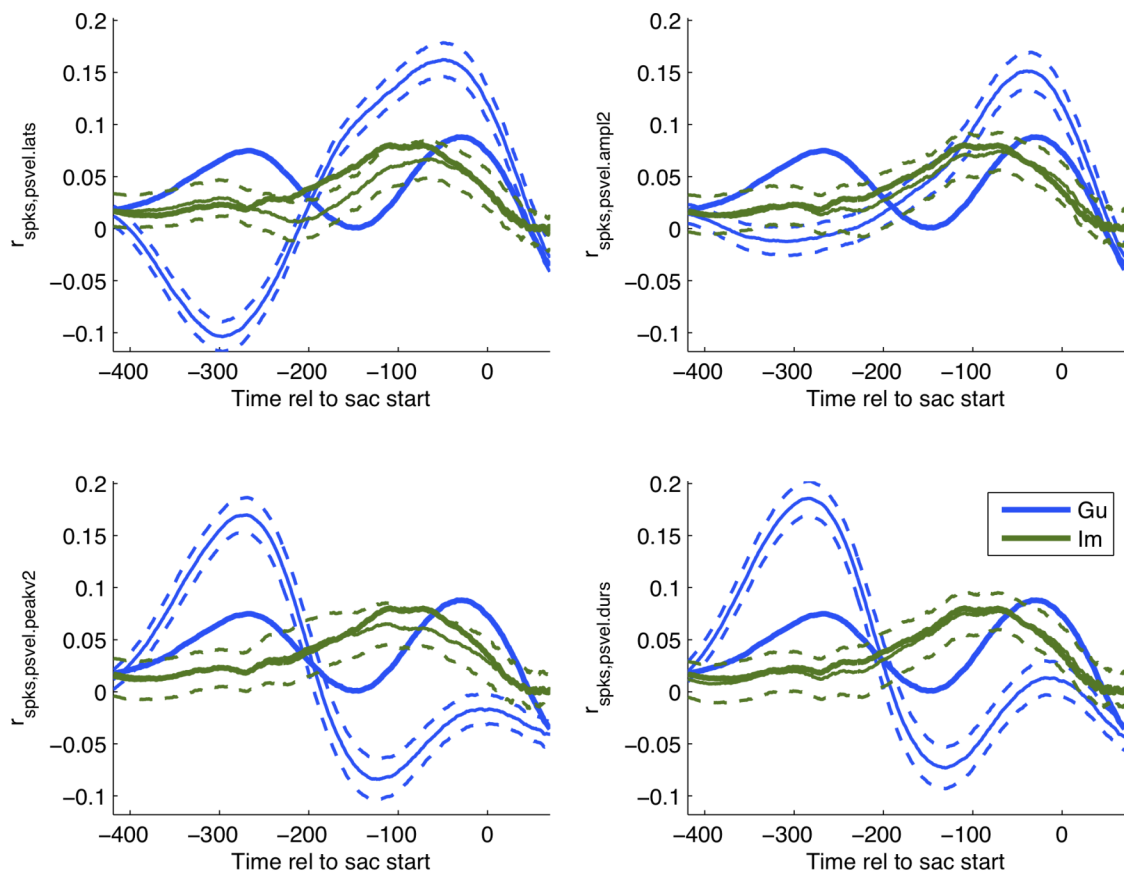 0.2
0.15
0.1
0.05
0
−0.05
−0.1
r spks,psvel.lats
−400 −300 −200 −100 0
Time rel to sac start
0.2
0.15
0.1
0.05
0
−0.05
−0.1
r spks,psvel.ampl2
−400 −300 −200 −100 0
Time rel to sac start
0.2
0.15
0.1
0.05
0
−0.05
−0.1
r spks,psvel.peakv2
−400 −300 −200 −100 0
Time rel to sac start
0.2
0.15
0.1
0.05
0
−0.05
−0.1
r spks,psvel.durs
Gu
Im
−400 −300 −200 −100 0
Time rel to sac start